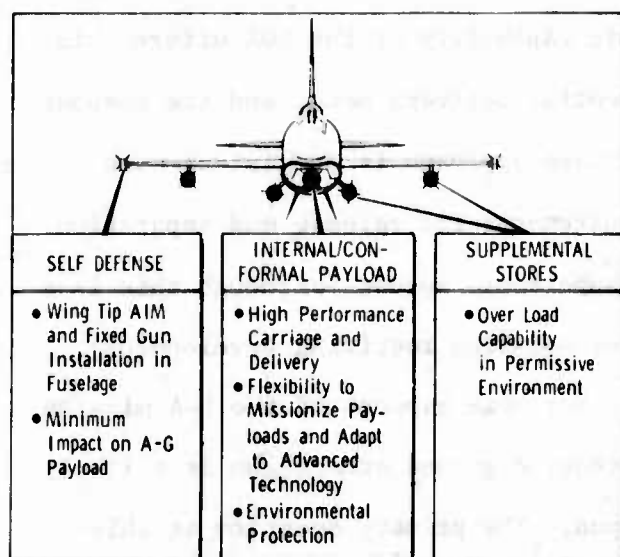 SELF DEFENSE
• Wing Tip AIM
and Fixed Gun
Installation in
Fuselage
• Minimum
Impact on A-G
Payload
INTERNAL/CON-
FORMAL PAYLOAD
• High Performance
Carriage and
Delivery
• Flexibility to
Missionize Pay-
loads and Adapt
to Advanced
Technology
• Environmental
Protection
SUPPLEMENTAL
STORES
• Over Load
Capability
in Permissive
Environment